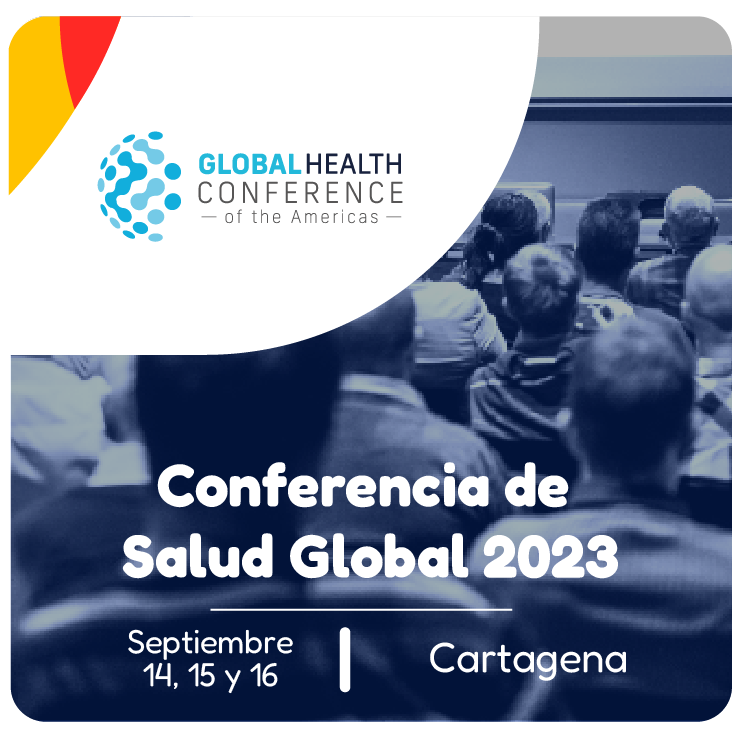 GLOBAL HEALTH
CONFERENCE
— of the Americas —
Conferencia de
Salud Global 2023
Septiembre
14, 15 y 16
Cartagena